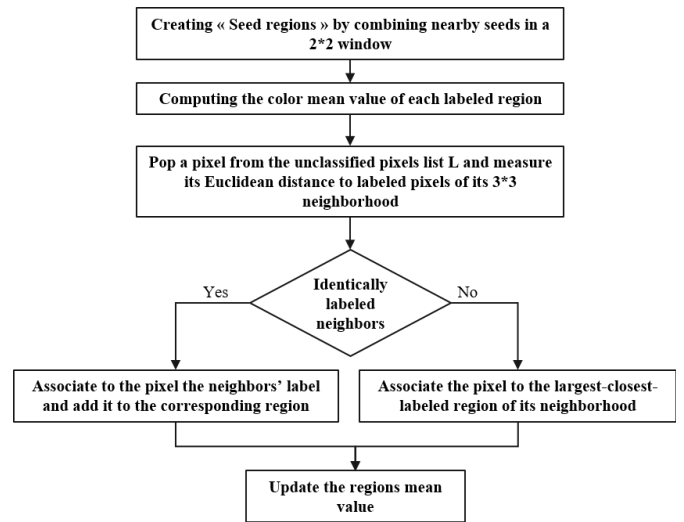 Creating « Seed regions » by combining nearby seeds in a
2*2 window
Computing the color mean value of each labeled region
Pop a pixel from the unclassified pixels list L and measure
its Euclidean distance to labeled pixels of its 3*3
neighborhood
Identically
labeled
neighbors
Yes
No
Associate to the pixel the neighbors’ label
and add it to the corresponding region
Associate the pixel to the largest-closest-
labeled region of its neighborhood
Update the regions mean
value